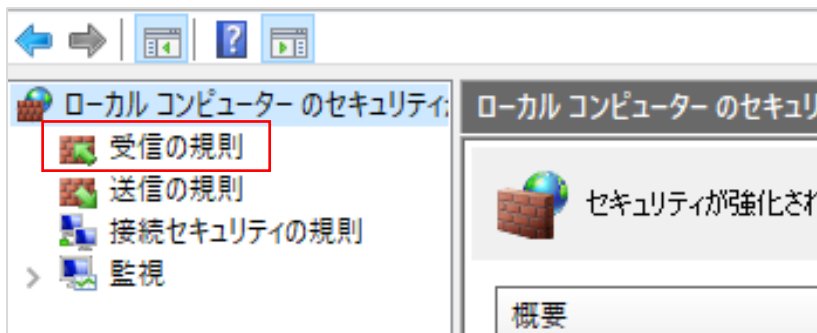 ローカル コンピューター のセキュリティ
受信の規則
送信の規則
接続セキュリティの規則
監視
ローカル コンピューター のセキュリ
セキュリティが強化され
概要